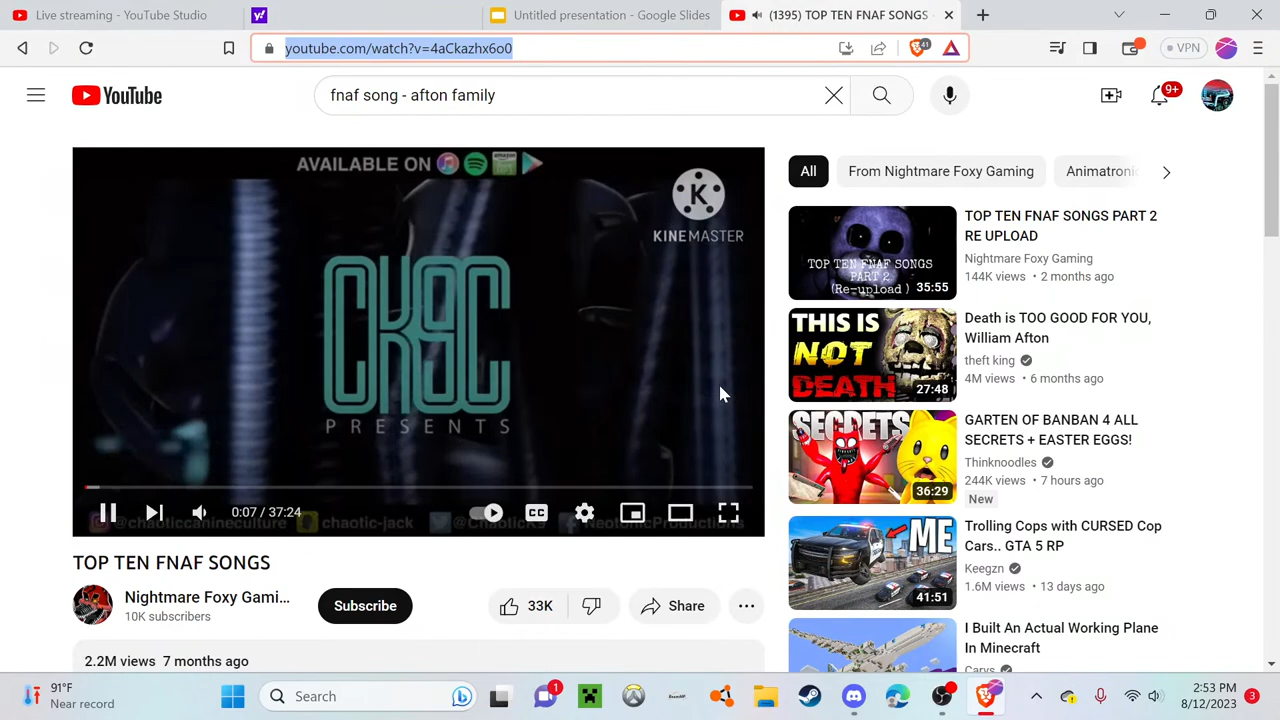 Live streaming - YouTube Studio
Untitled presentation - Google Slides
(1395) TOP TEN FNAF SONGS -
youtube.com/watch?v=4aCkazhx6o0
41
VPN
YouTube
fnaf song - afton family
9+
AVAILABLE ON
KINEMASTER
CK9C
PRESENTS
0:07 / 37:24
@chaoticcanineculture chaotic-jack @ChaoticK9 NeotomicProductions
TOP TEN FNAF SONGS
Nightmare Foxy Gami...
10K subscribers
Subscribe
33K
Share
2.2M views 7 months ago
All
From Nightmare Foxy Gaming
TOP TEN FNAF SONGS
PART 2
(Re-upload )
35:55
TOP TEN FNAF SONGS PART 2
RE UPLOAD
Nightmare Foxy Gaming
144K views • 2 months ago
THIS IS
NOT
DEATH
27:48
Death is TOO GOOD FOR YOU,
William Afton
theft king
4M views • 6 months ago
SECRETS
36:29
GARTEN OF BANBAN 4 ALL
SECRETS + EASTER EGGS!
Thinknoodles
244K views • 7 hours ago
New
ME
41:51
Trolling Cops with CURSED Cop
Cars.. GTA 5 RP
Keegzn
1.6M views • 13 days ago
I Built An Actual Working Plane
In Minecraft
91°F
Near record
Search
1
2:53 PM
8/12/2023
3